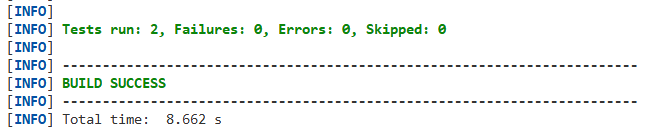 [INFO]
[INFO] Tests run: 2, Failures: 0, Errors: 0, Skipped: 0
[INFO]
[INFO] ------------------------------------------------------------------------
[INFO] BUILD SUCCESS
[INFO] ------------------------------------------------------------------------
[INFO] Total time:  8.662 s